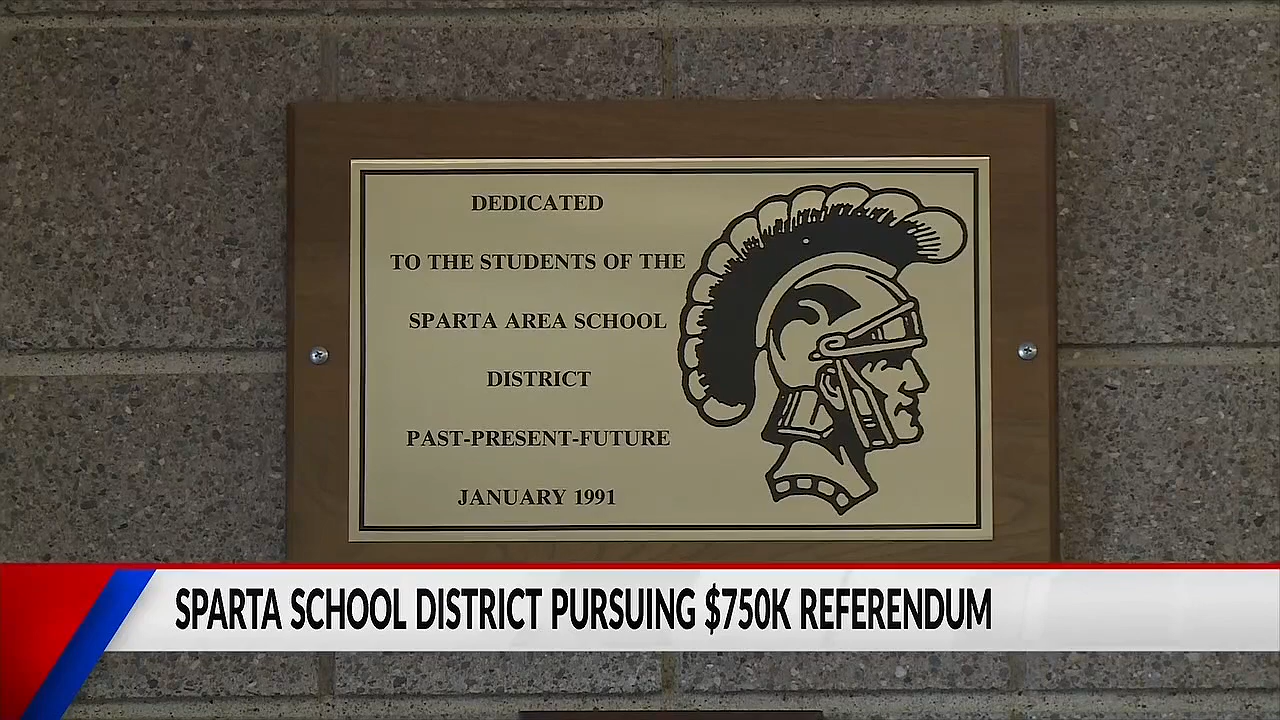 DEDICATED
TO THE STUDENTS OF THE
SPARTA AREA SCHOOL
DISTRICT
PAST-PRESENT-FUTURE
JANUARY 1991
SPARTA SCHOOL DISTRICT PURSUING $750K REFERENDUM